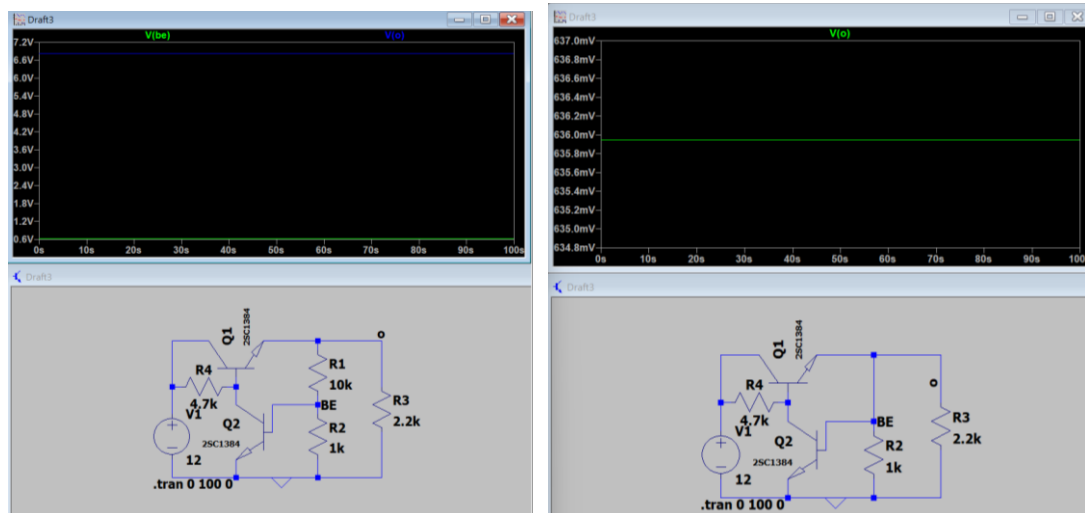 Draft3
V(be) V(o)
7.2V
6.6V
6.0V
5.4V
4.8V
4.2V
3.6V
3.0V
2.4V
1.8V
1.2V
0.6V
0s 10s 20s 30s 40s 50s 60s 70s 80s 90s 100s
Draft3
Q1
2SC1384
o
R4
4.7k
R1
10k
BE
R3
2.2k
V1
Q2
2SC1384
R2
1k
12
.tran 0 100 0
Draft3
V(o)
637.0mV
636.8mV
636.6mV
636.4mV
636.2mV
636.0mV
635.8mV
635.6mV
635.4mV
635.2mV
635.0mV
634.8mV
0s 10s 20s 30s 40s 50s 60s 70s 80s 90s 100
Draft3
Q1
2SC1384
o
R4
4.7k
BE
R3
2.2k
V1
Q2
2SC1384
R2
1k
12
.tran 0 100 0